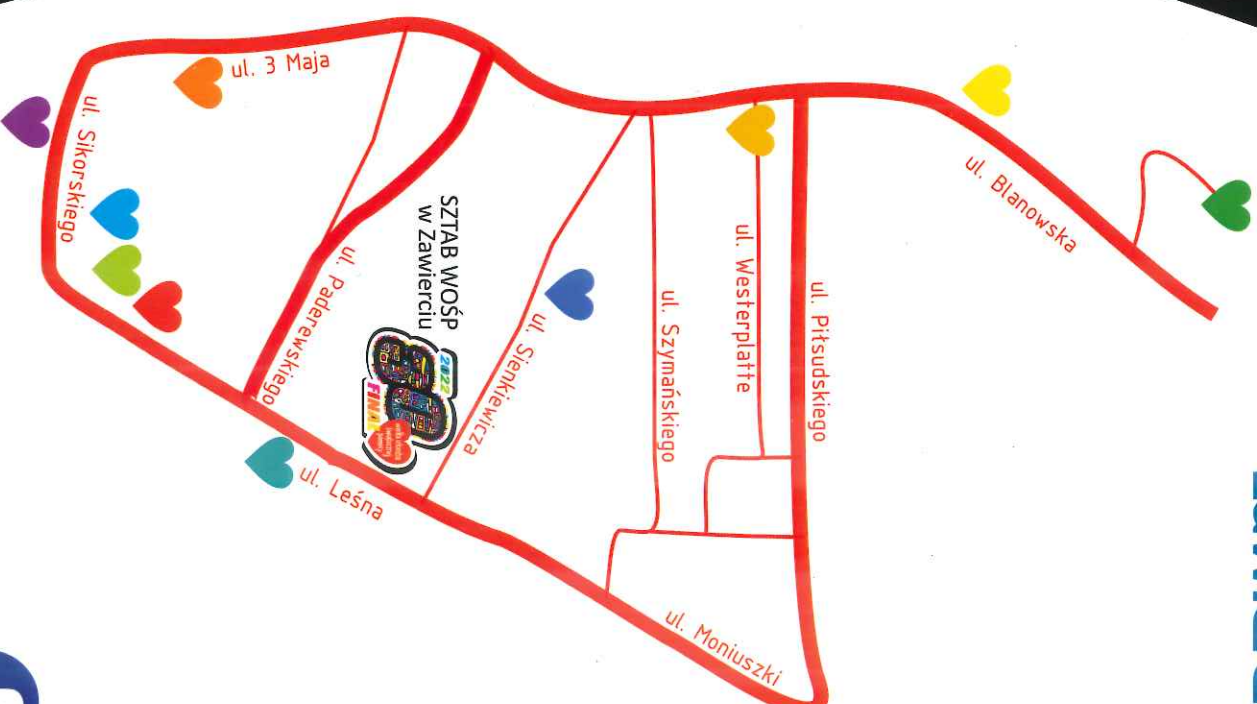 ul. 3 Maja
ul. Sikorskiego
ul. Paderewskiego
SZTAB WOŚP
w Zawierciu
2022
30
FINAŁ
ul. Sienkiewicza
ul. Leśna
ul. Szymańskiego
ul. Westerplatte
ul. Piłsudskiego
ul. Moniuszki
ul. Blanowska